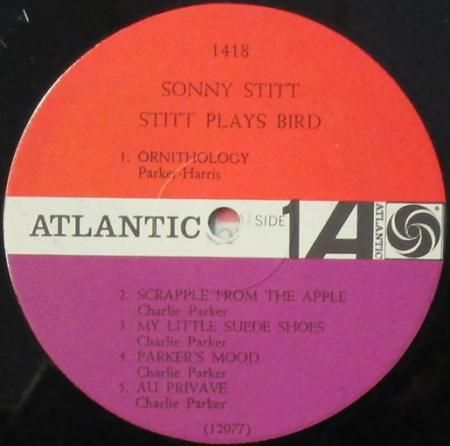 1418
SONNY STITT
STITT PLAYS BIRD
1. ORNITHOLOGY
Parker-Harris
ATLANTIC SIDE 1 A ATLANTIC
2. SCRAPPLE FROM THE APPLE
Charlie Parker
3. MY LITTLE SUEDE SHOES
Charlie Parker
4. PARKER'S MOOD
Charlie Parker
5. AU PRIVAVE
Charlie Parker
(12077)